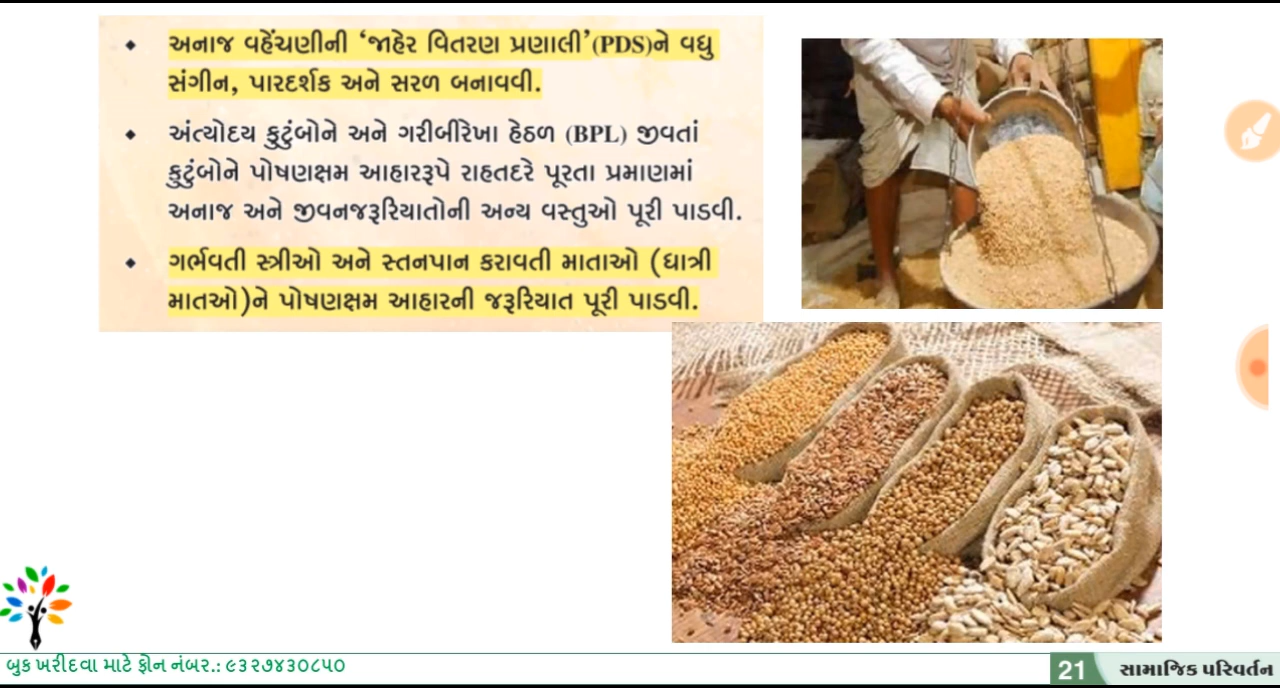 • અનાજ વહેંચણીની ‘જાહેર વિતરણ પ્રણાલી’(PDS)ને વધુ
સંગીન, પારદર્શક અને સરળ બનાવવી.
• અંત્યોદય કુટુંબોને અને ગરીબીરેખા હેઠળ (BPL) જીવતાં
કુટુંબોને પોષણક્ષમ આહારરૂપે રાહતદરે પૂરતા પ્રમાણમાં
અનાજ અને જીવનજરૂરિયાતોની અન્ય વસ્તુઓ પૂરી પાડવી.
• ગર્ભવતી સ્ત્રીઓ અને સ્તનપાન કરાવતી માતાઓ (ધાત્રી
માતઓ)ને પોષણક્ષમ આહારની જરૂરિયાત પૂરી પાડવી.
બુક ખરીદવા માટે ફોન નંબર.: ૯૩૨૭૪૩૦૮૫૦
21 સામાજિક પરિવર્તન